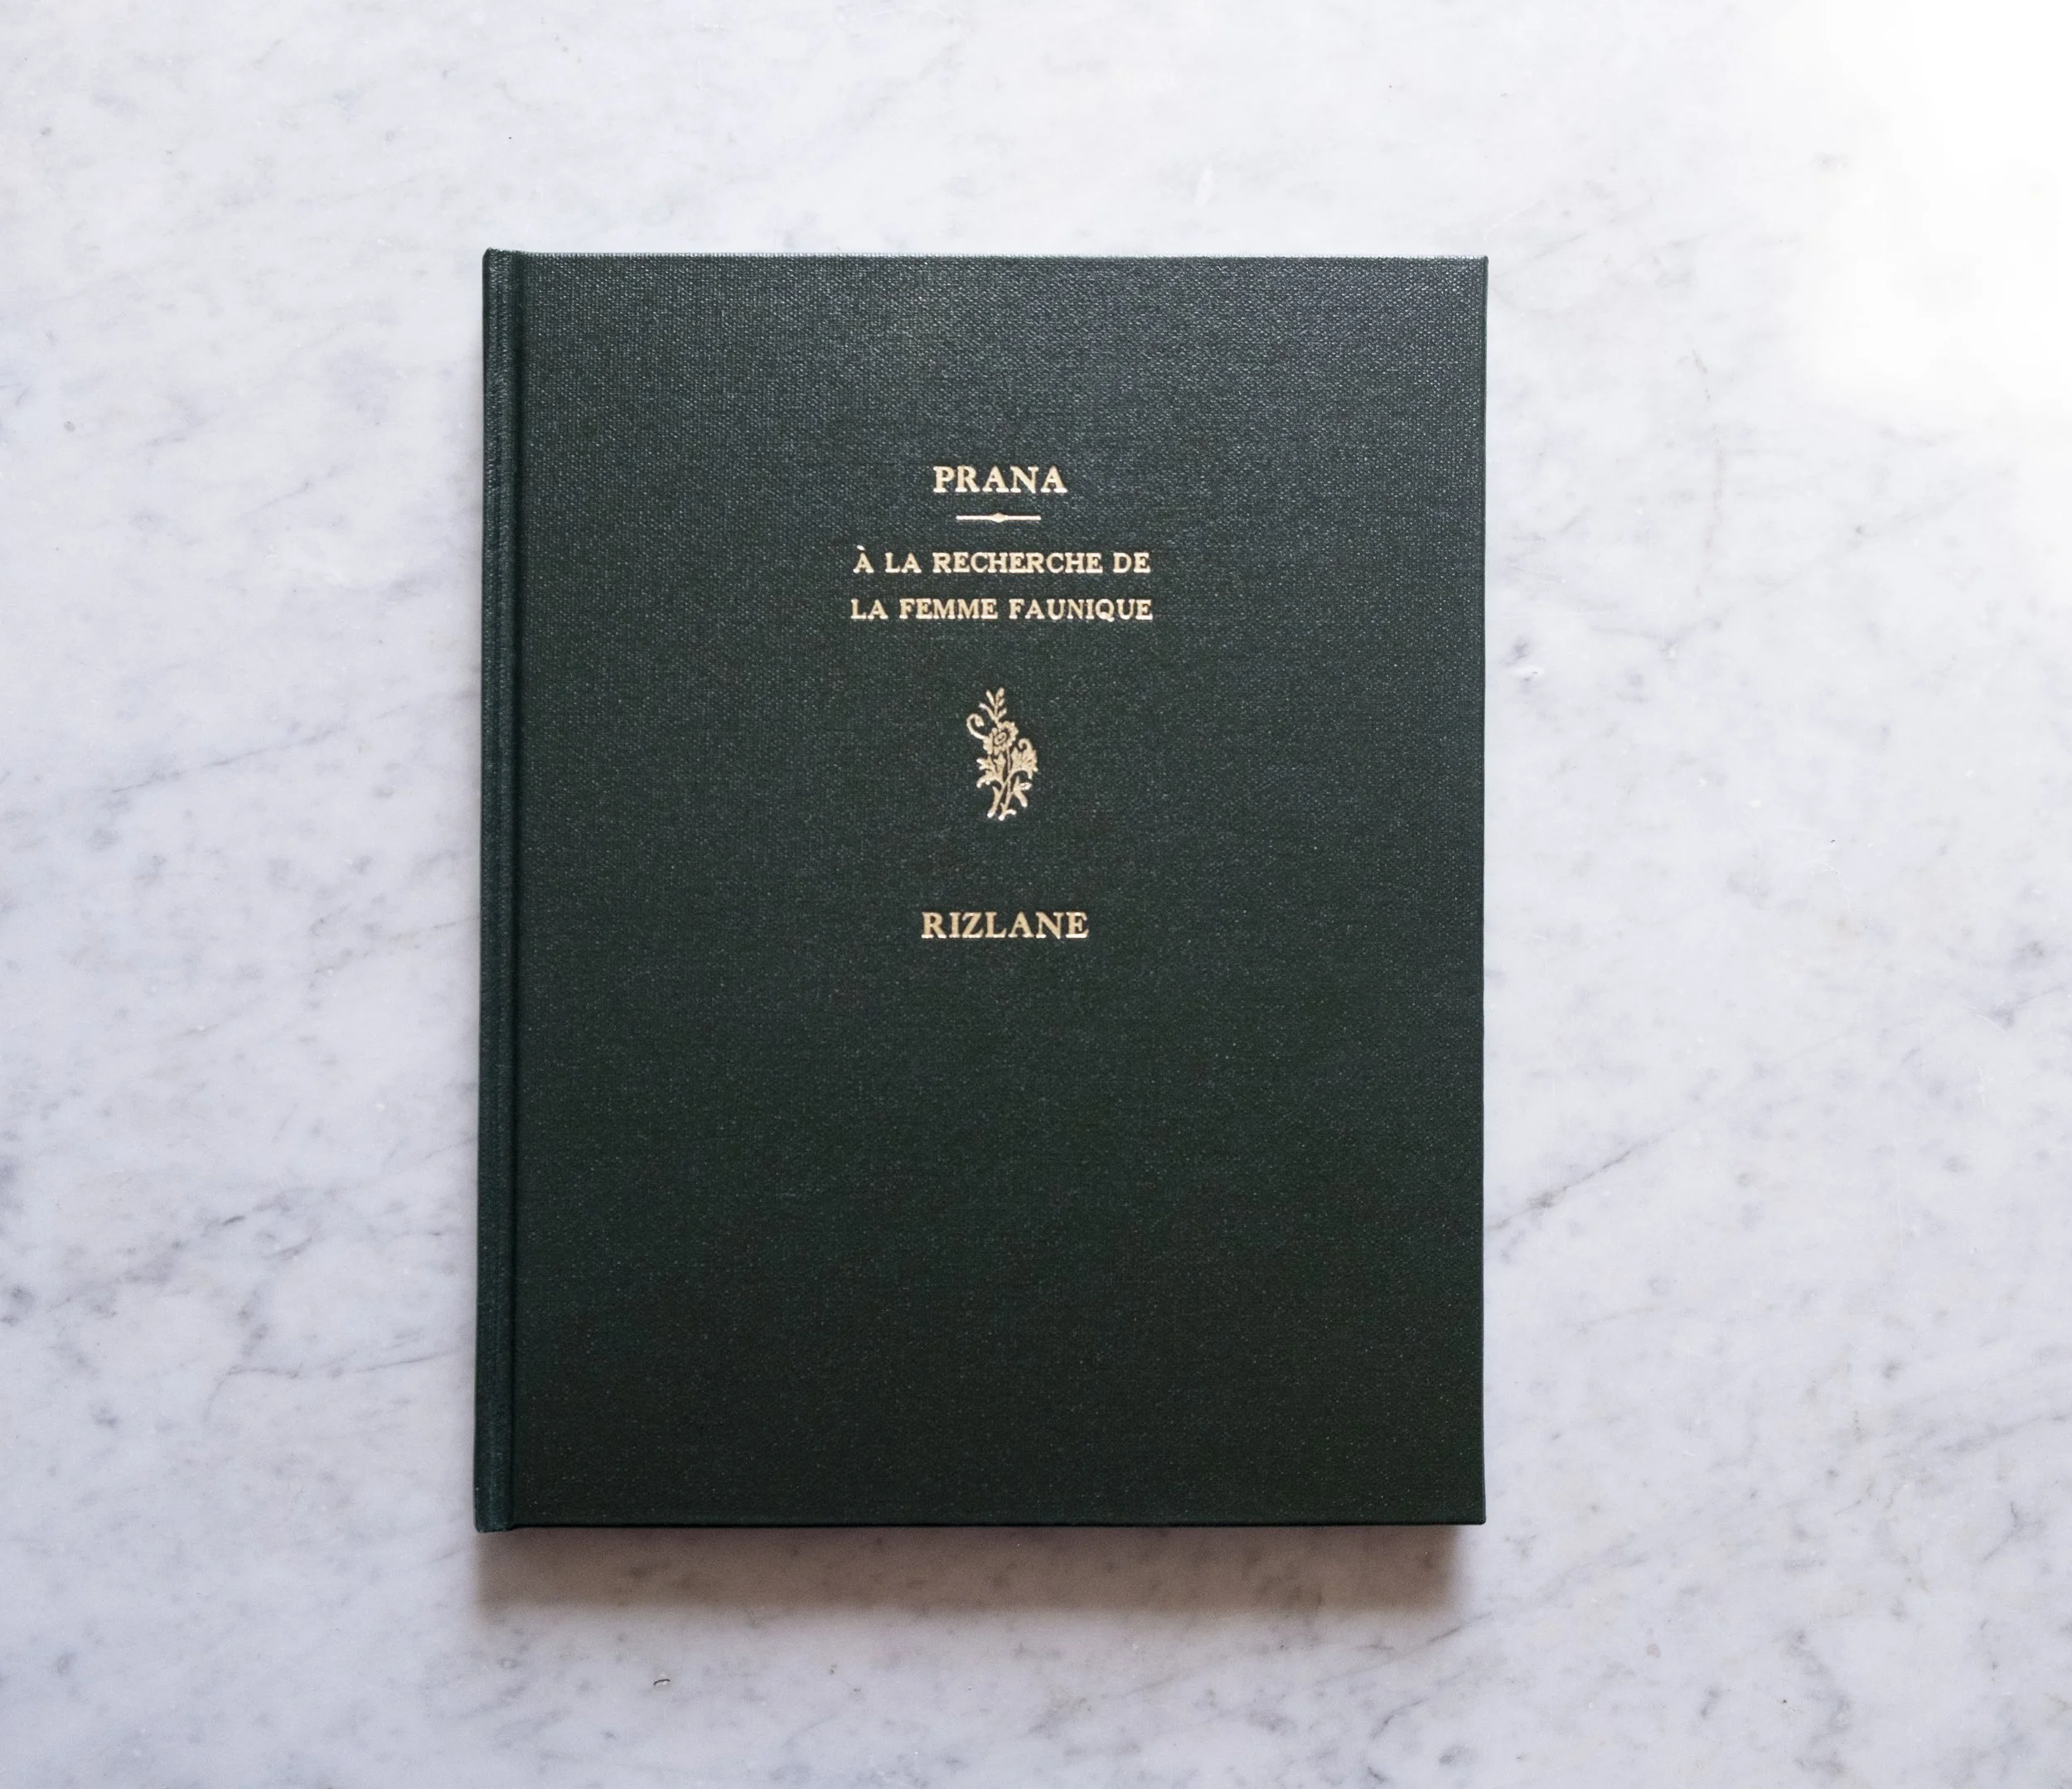 PRANA
À LA RECHERCHE DE
LA FEMME FAUNIQUE
RIZLANE